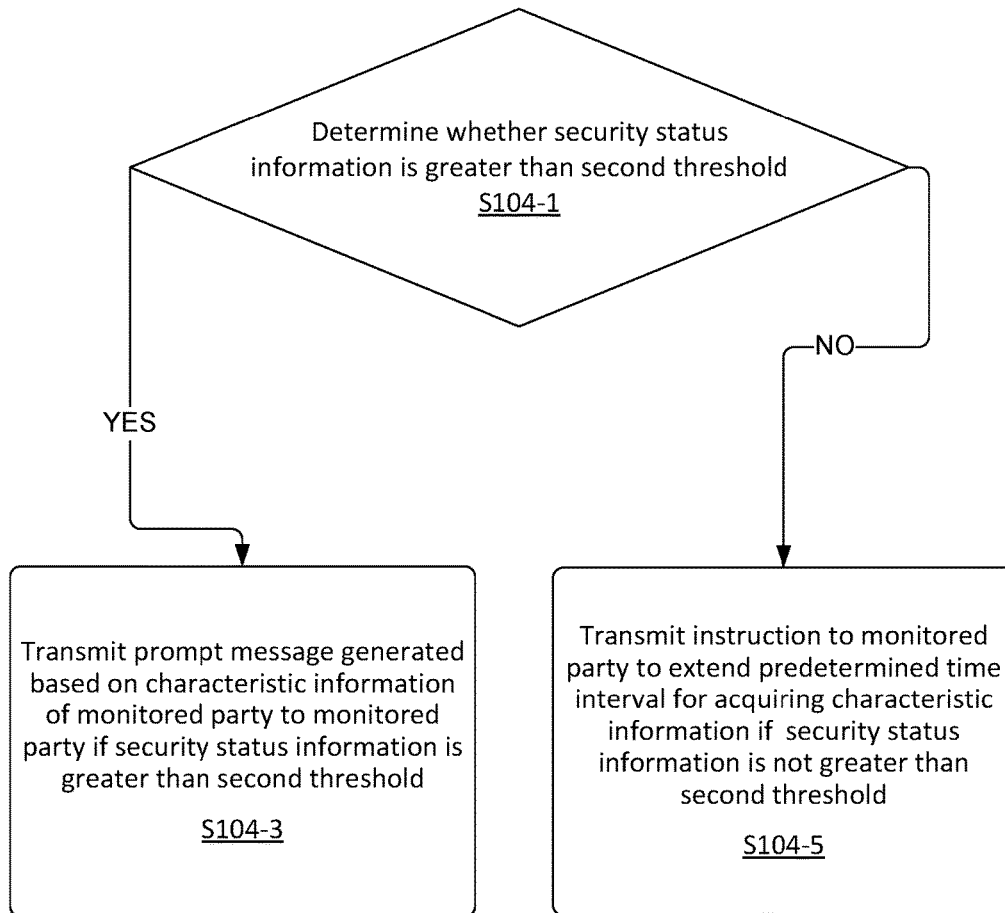 Determine whether security status
information is greater than second threshold
S104-1
NO
YES
Transmit prompt message generated
based on characteristic information
of monitored party to monitored
party if security status information is
greater than second threshold
S104-3
Transmit instruction to monitored
party to extend predetermined time
interval for acquiring characteristic
information if security status
information is not greater than
second threshold
S104-5